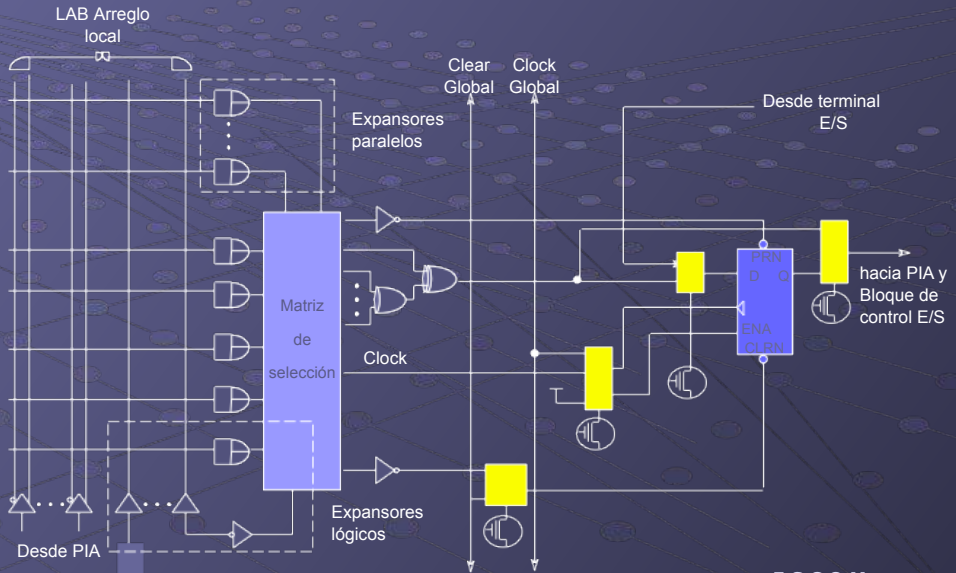 LAB Arreglo
local
Clear
Global
Clock
Global
Desde terminal
E/S
Expansores
paralelos
PRN
D Q
ENA
CLRN
hacia PIA y
Bloque de
control E/S
Matriz
de
selección
Clock
Expansores
lógicos
Desde PIA